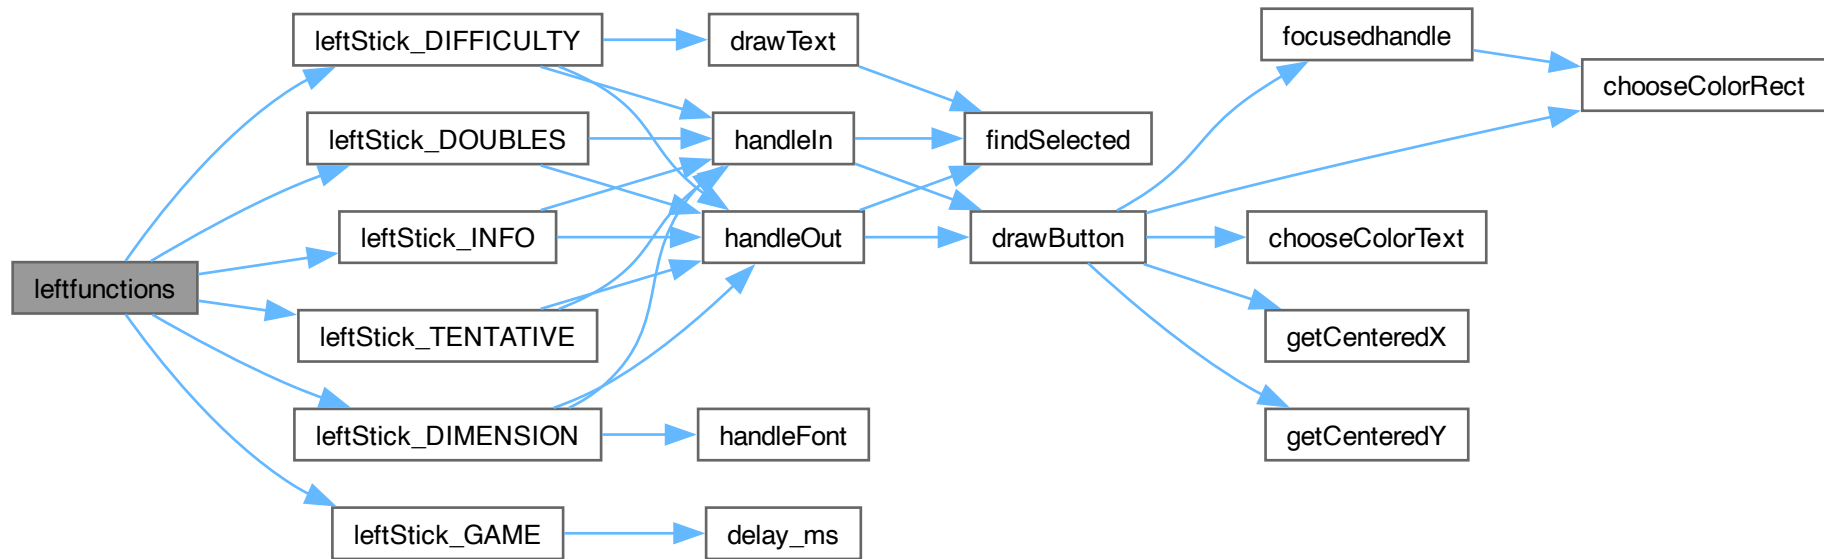 leftfunctions
leftStick_DIFFICULTY
leftStick_DOUBLES
leftStick_INFO
leftStick_TENTATIVE
leftStick_DIMENSION
leftStick_GAME
drawText
handleIn
handleOut
handleFont
delay_ms
findSelected
drawButton
focusedhandle
chooseColorText
getCenteredX
getCenteredY
chooseColorRect